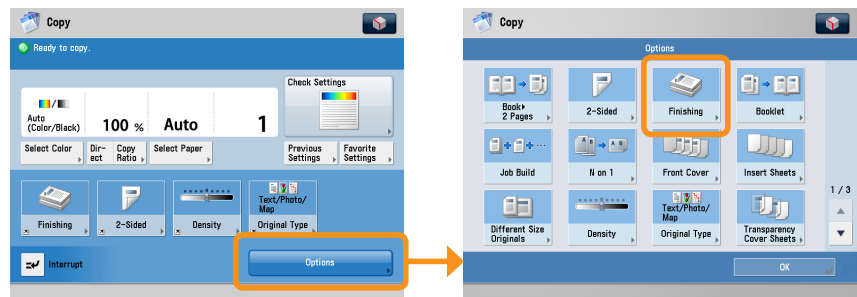 Copy
Ready to copy.
Check Settings
Auto
(Color/Black)
100 %
Auto
1
Select Color
Dir-
ect
Copy
Ratio
Select Paper
Previous
Settings
Favorite
Settings
Finishing
2-Sided
Density
Text/Photo/
Map
Original Type
Interrupt
Options
Copy
Options
Book▸
2 Pages
2-Sided
Finishing
Booklet
Job Build
N on 1
Front Cover
Insert Sheets
Different Size
Originals
Density
Text/Photo/
Map
Original Type
Transparency
Cover Sheets
1 / 3
OK